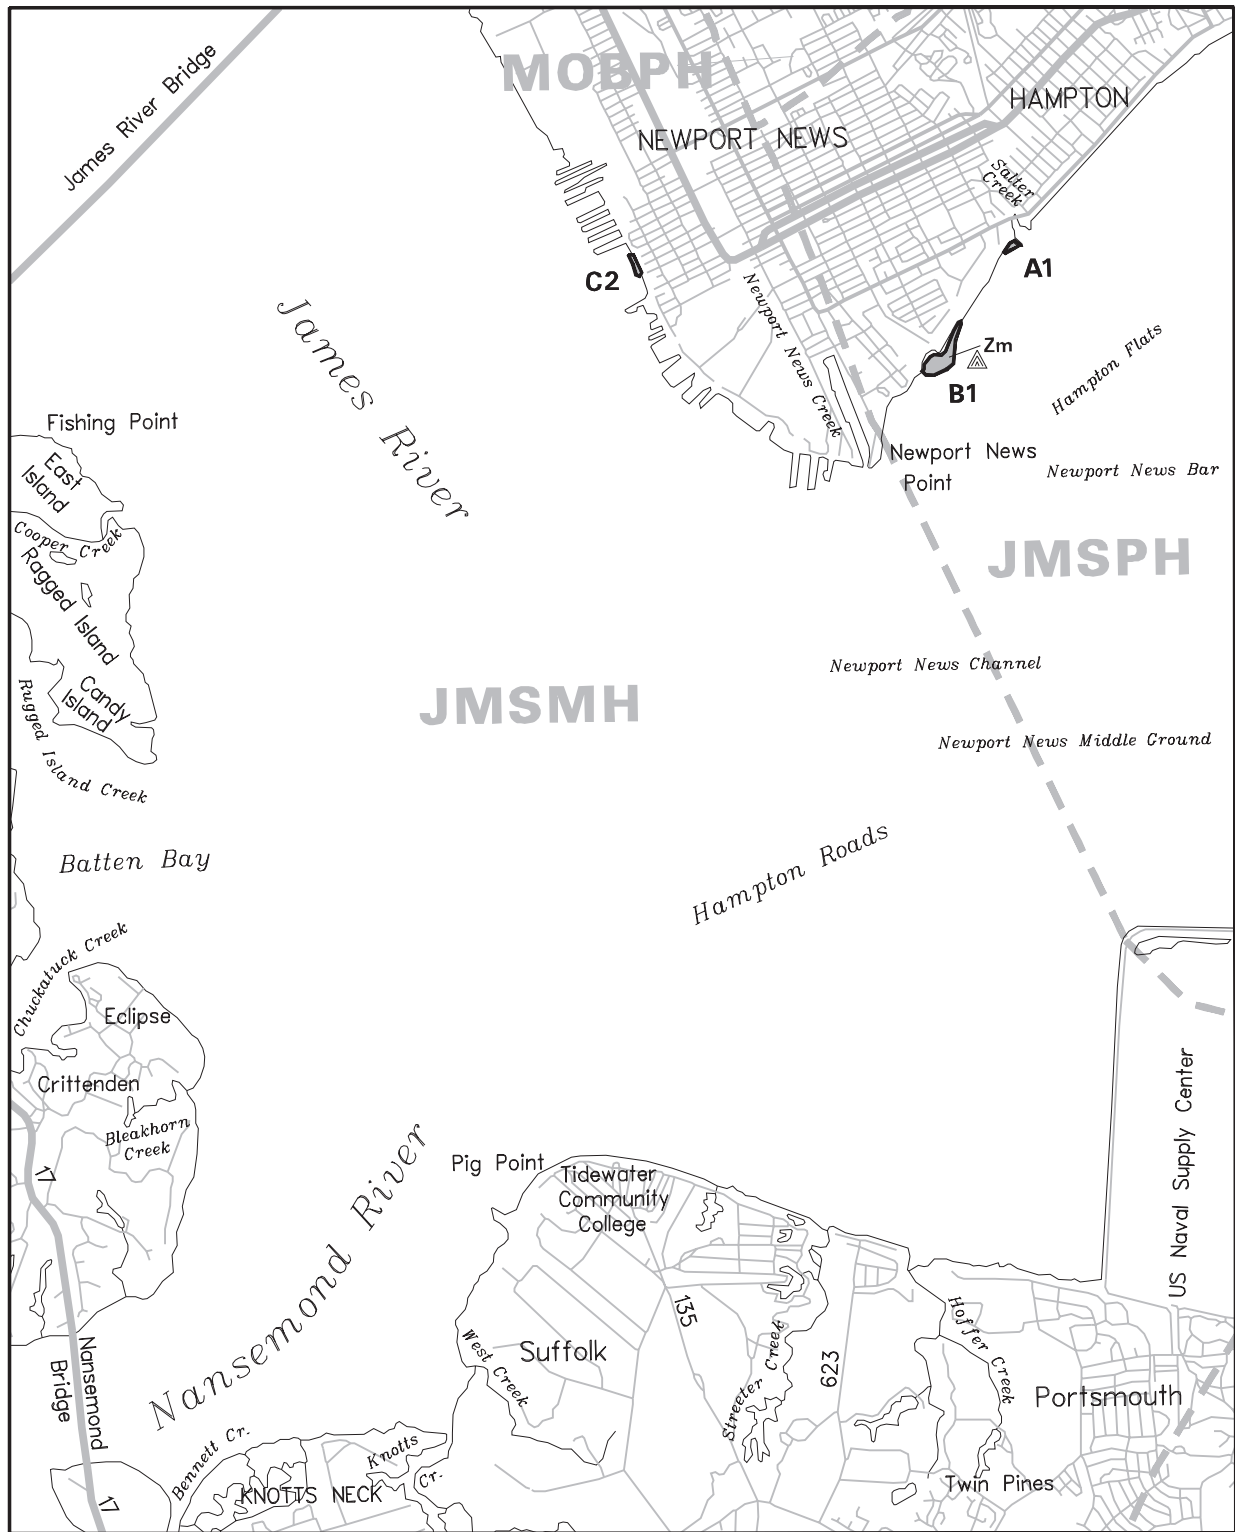 James River Bridge
MOBPH
HAMPTON
NEWPORT NEWS
Salter
Creek
A1
C2
Newport News Creek
Zm
B1
Hampton Flats
James River
Fishing Point
East
Island
Newport News
Point
Newport News Bar
Cooper Creek
Ragged Island
JMSPH
Newport News Channel
Candy
Island
JMSMH
Rugged Island Creek
Newport News Middle Ground
Batten Bay
Hampton Roads
Chuckatuck Creek
Eclipse
Crittenden
Bleakhorn
Creek
17
Nansemond River
Pig Point
Tidewater
Community
College
US Naval Supply Center
135
Hoffer Creek
West Creek
Suffolk
Streeter Creek
623
Nansemond
Bridge
Portsmouth
Bennett Cr.
Knotts
Cr.
KNOTTS NECK
Twin Pines
17